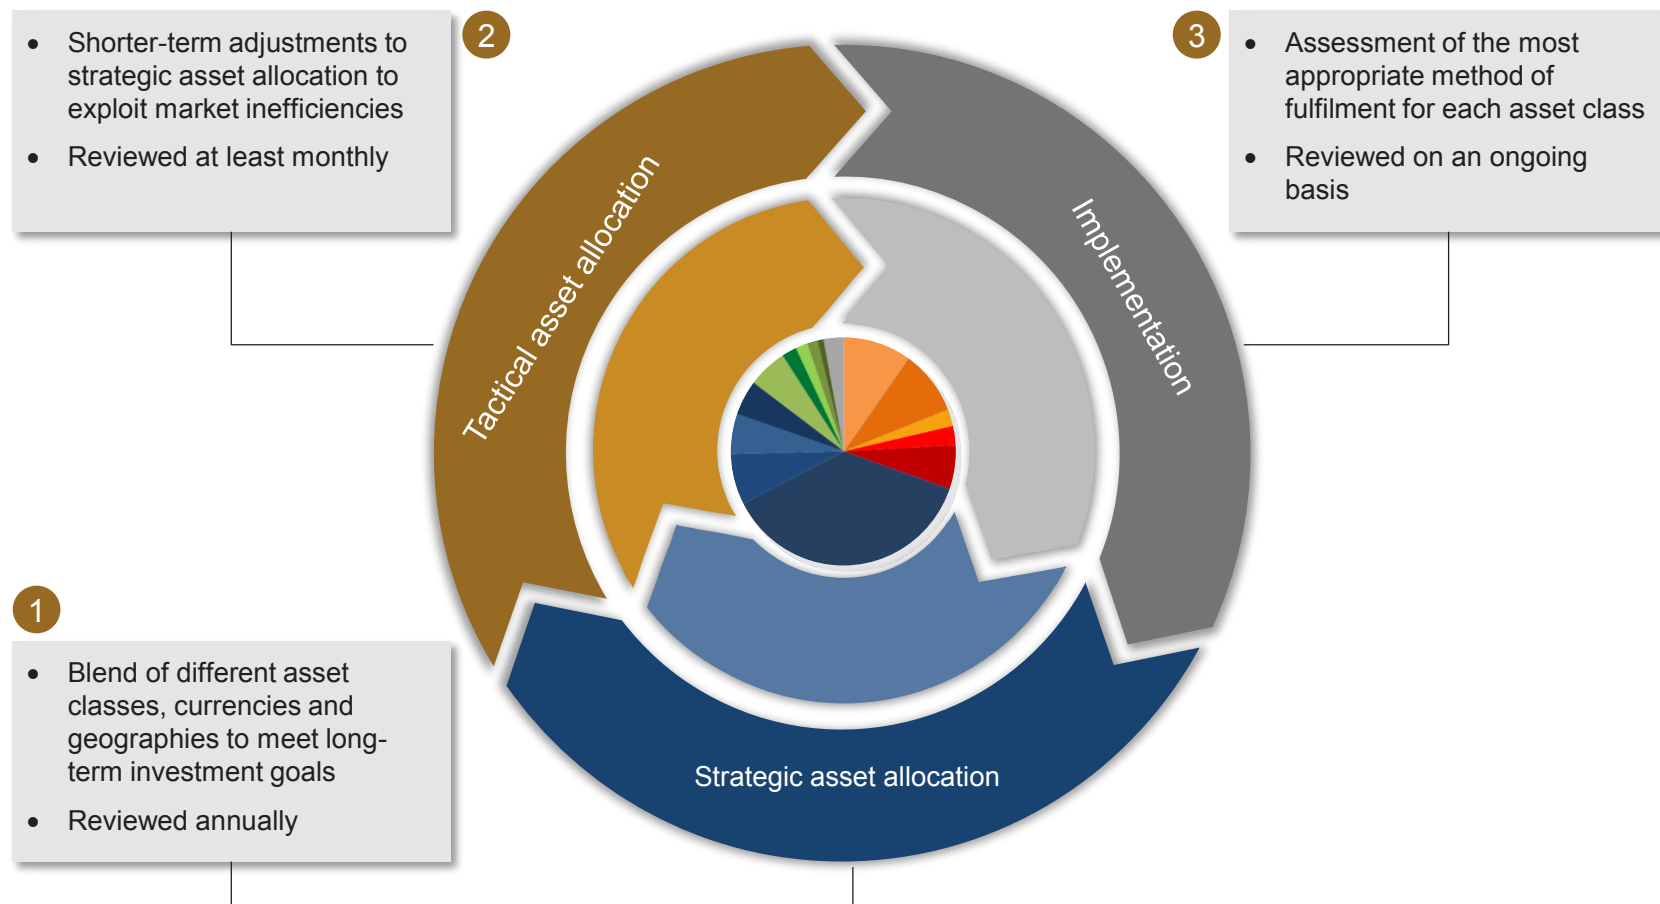 2
• Shorter-term adjustments to
strategic asset allocation to
exploit market inefficiencies
• Reviewed at least monthly
3
• Assessment of the most
appropriate method of
fulfilment for each asset class
• Reviewed on an ongoing
basis
Tactical asset allocation
Implementation
1
• Blend of different asset
classes, currencies and
geographies to meet long-
term investment goals
• Reviewed annually
Strategic asset allocation